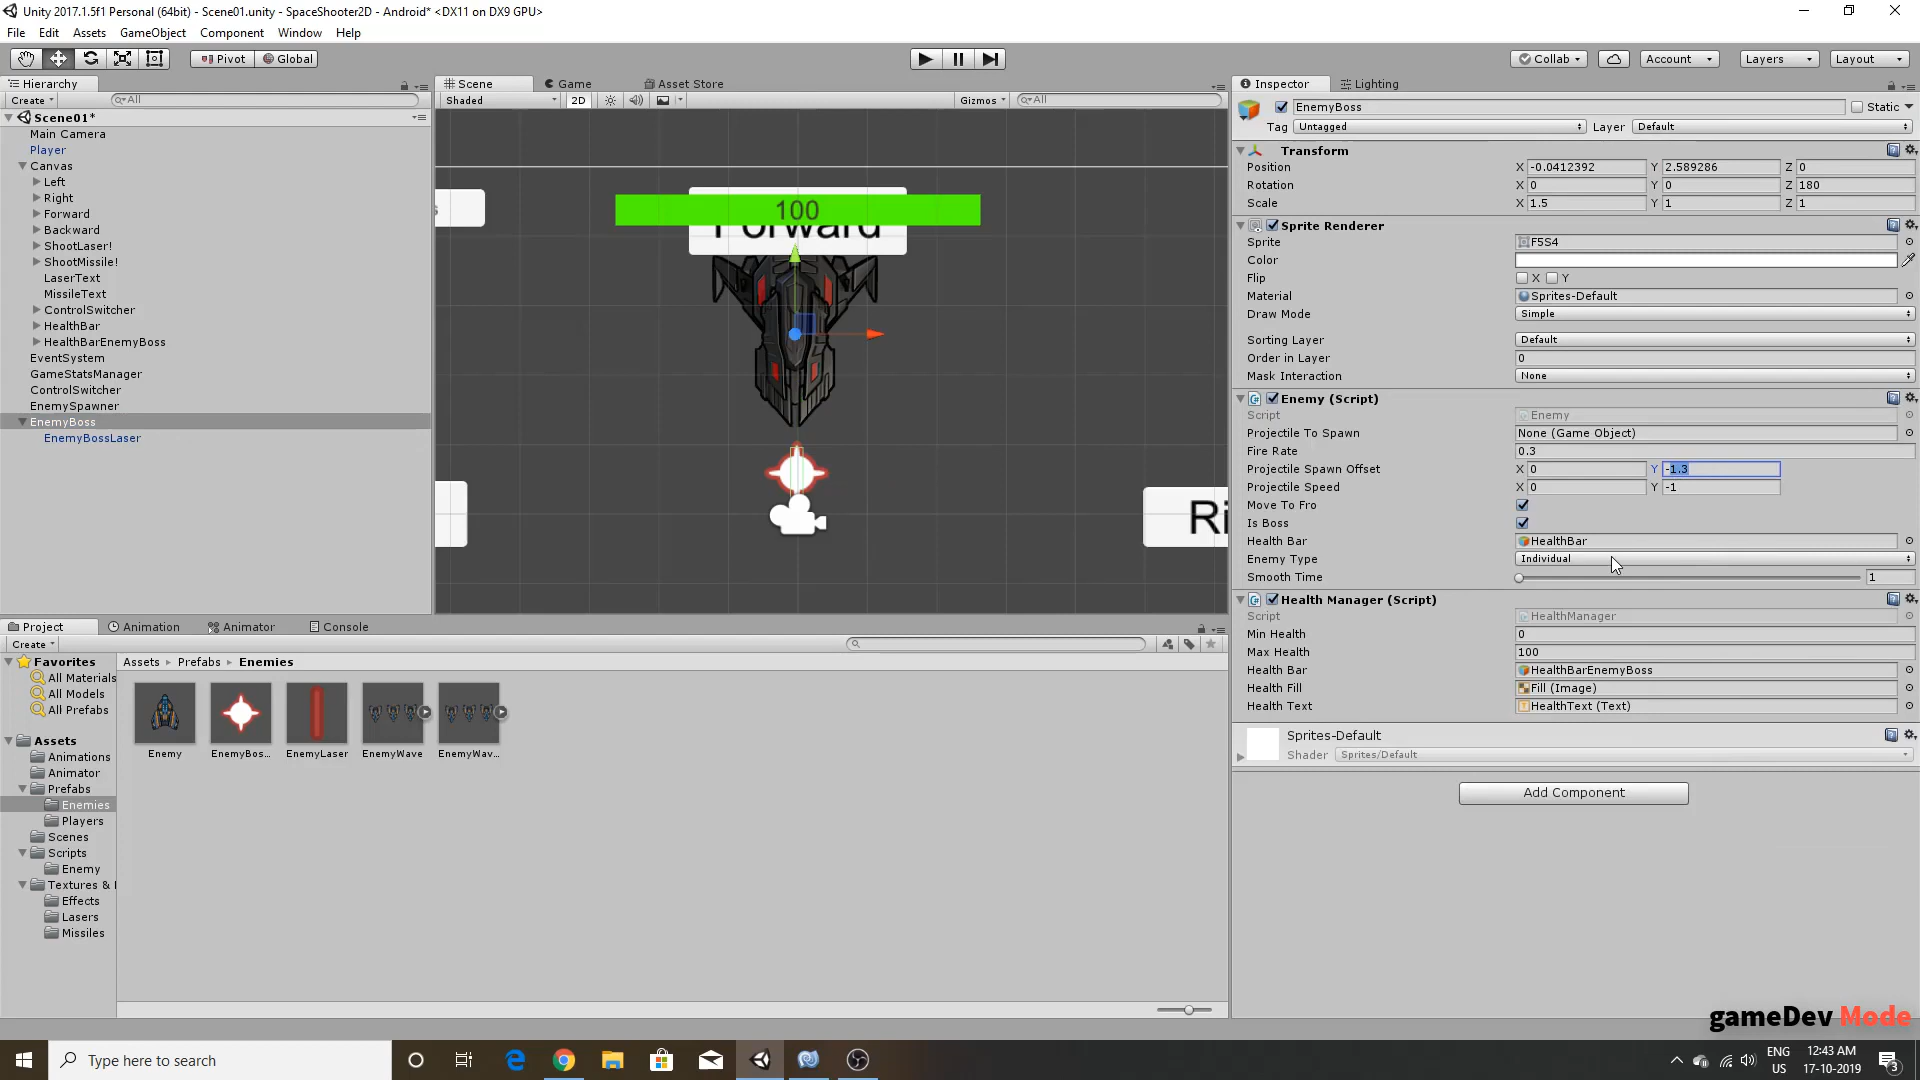 Unity 2017.1.5f1 Personal (64bit) - Scene01.unity - SpaceShooter2D - Android* <DX11 on DX9 GPU>
File Edit Assets GameObject Component Window Help
Pivot Global Collab Account Layers Layout
Hierarchy
Create All
Scene01*
Main Camera
Player
Canvas
Left
Right
Forward
Backward
ShootLaser!
ShootMissile!
LaserText
MissileText
ControlSwitcher
HealthBar
HealthBarEnemyBoss
EventSystem
GameStatsManager
ControlSwitcher
EnemySpawner
EnemyBoss
EnemyBossLaser
Scene Game Asset Store
Shaded 2D Gizmos All
100
Forward
Ri
Inspector Lighting
EnemyBoss Static
Tag Untagged Layer Default
Transform
Position X -0.0412392 Y 2.589286 Z 0
Rotation X 0 Y 0 Z 180
Scale X 1.5 Y 1 Z 1
Sprite Renderer
Sprite F5S4
Color
Flip X Y
Material Sprites-Default
Draw Mode Simple
Sorting Layer Default
Order in Layer 0
Mask Interaction None
Enemy (Script)
Script Enemy
Projectile To Spawn None (Game Object)
Fire Rate 0.3
Projectile Spawn Offset X 0 Y -1.3
Projectile Speed X 0 Y -1
Move To Fro
Is Boss
Health Bar HealthBar
Enemy Type Individual
Smooth Time 1
Health Manager (Script)
Script HealthManager
Min Health 0
Max Health 100
Health Bar HealthBarEnemyBoss
Health Fill Fill (Image)
Health Text HealthText (Text)
Sprites-Default
Shader Sprites/Default
Add Component
Project Animation Animator Console
Create
Favorites
All Materials
All Models
All Prefabs
Assets
Animations
Animator
Prefabs
Enemies
Players
Scenes
Scripts
Enemy
Textures &
Effects
Lasers
Missiles
Assets Prefabs Enemies
Enemy EnemyBos... EnemyLaser EnemyWave EnemyWav...
gameDev Mode
Type here to search
ENG
US
12:43 AM
17-10-2019
3